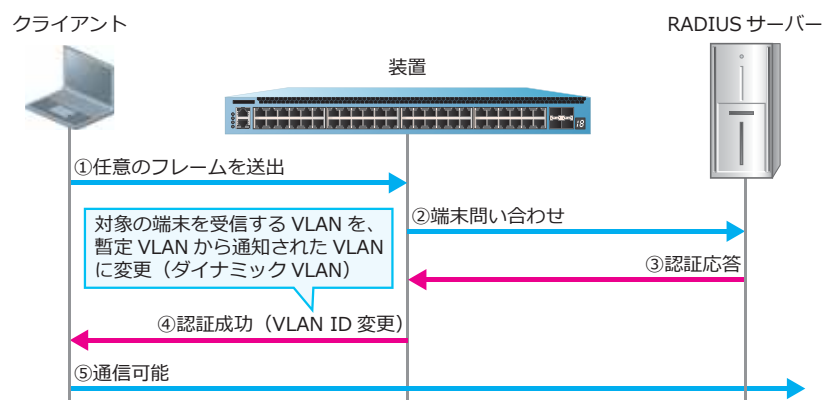 クライアント
RADIUS サーバー
装置
①任意のフレームを送出
②端末問い合わせ
対象の端末を受信する VLAN を、
暫定 VLAN から通知された VLAN
に変更（ダイナミック VLAN）
③認証応答
④認証成功（VLAN ID 変更）
⑤通信可能